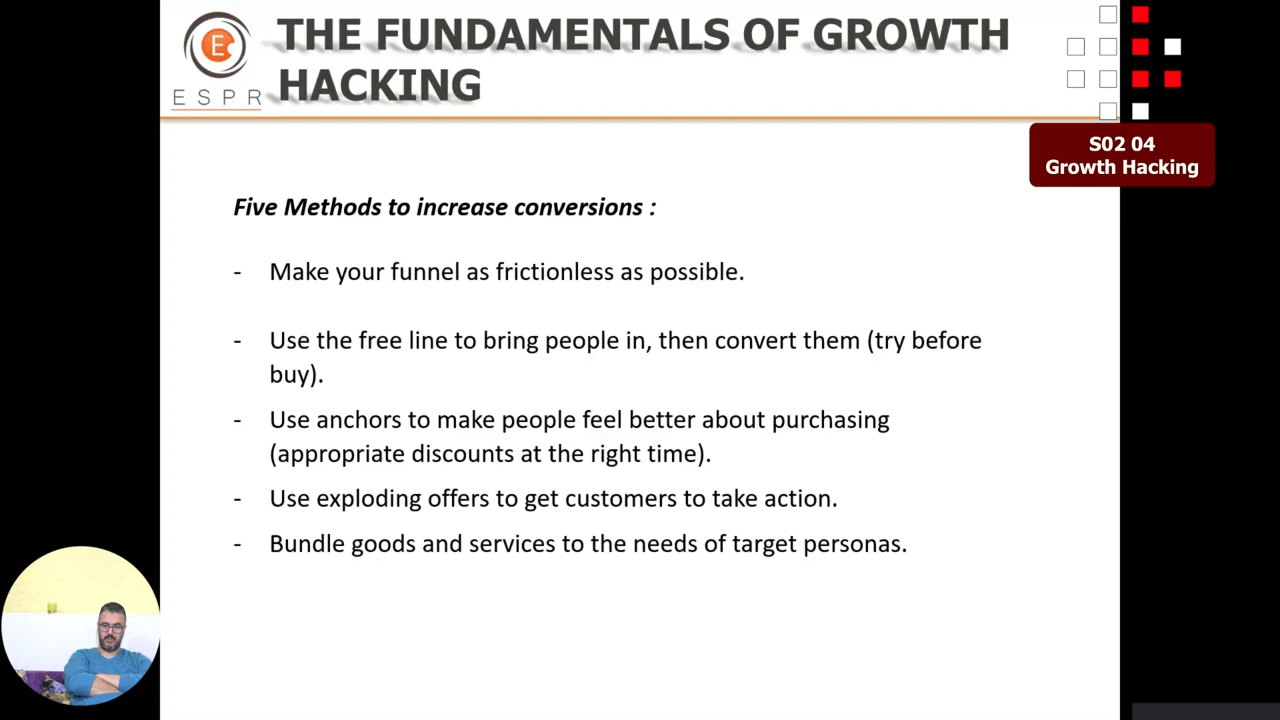 E
ESPR
THE FUNDAMENTALS OF GROWTH
HACKING
S02 04
Growth Hacking
Five Methods to increase conversions :
- Make your funnel as frictionless as possible.
- Use the free line to bring people in, then convert them (try before
buy).
- Use anchors to make people feel better about purchasing
(appropriate discounts at the right time).
- Use exploding offers to get customers to take action.
- Bundle goods and services to the needs of target personas.